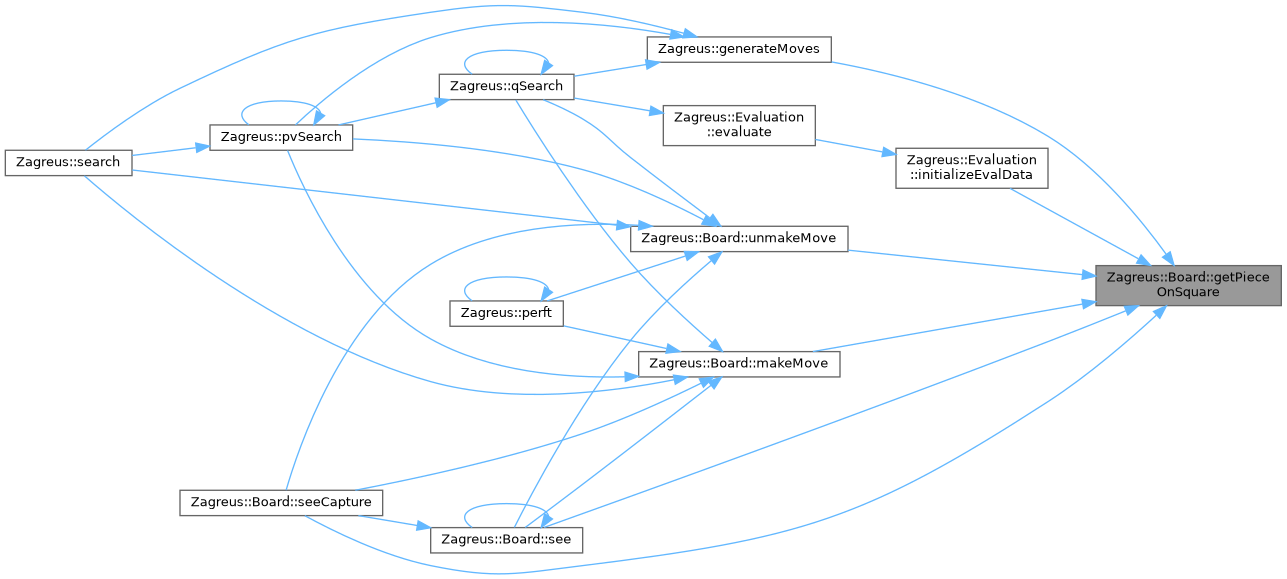 Zagreus::generateMoves
Zagreus::qSearch
Zagreus::Evaluation
::evaluate
Zagreus::pvSearch
Zagreus::search
Zagreus::Evaluation
::initializeEvalData
Zagreus::Board::unmakeMove
Zagreus::Board::getPiece
OnSquare
Zagreus::perft
Zagreus::Board::makeMove
Zagreus::Board::seeCapture
Zagreus::Board::see